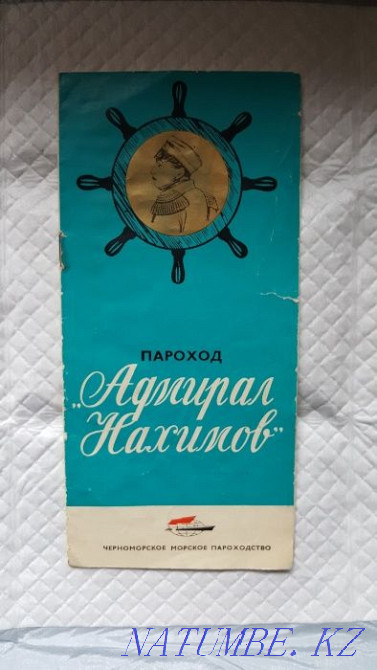 ПАРОХОД
„Адмирал
Нахимов"
ЧЕРНОМОРСКОЕ МОРСКОЕ ПАРОХОДСТВО
NATUMBE.KZ